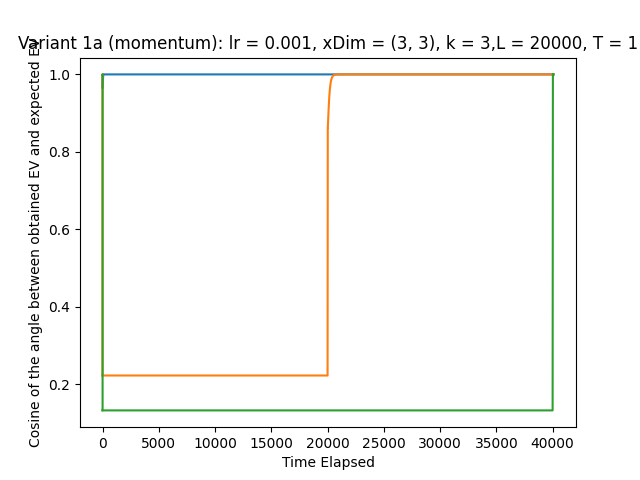 Variant 1a (momentum): lr = 0.001, xDim = (3, 3), k = 3,L = 20000, T = 1
Cosine of the angle between obtained EV and expected EV
1.0
0.8
0.6
0.4
0.2
0 5000 10000 15000 20000 25000 30000 35000 40000
Time Elapsed